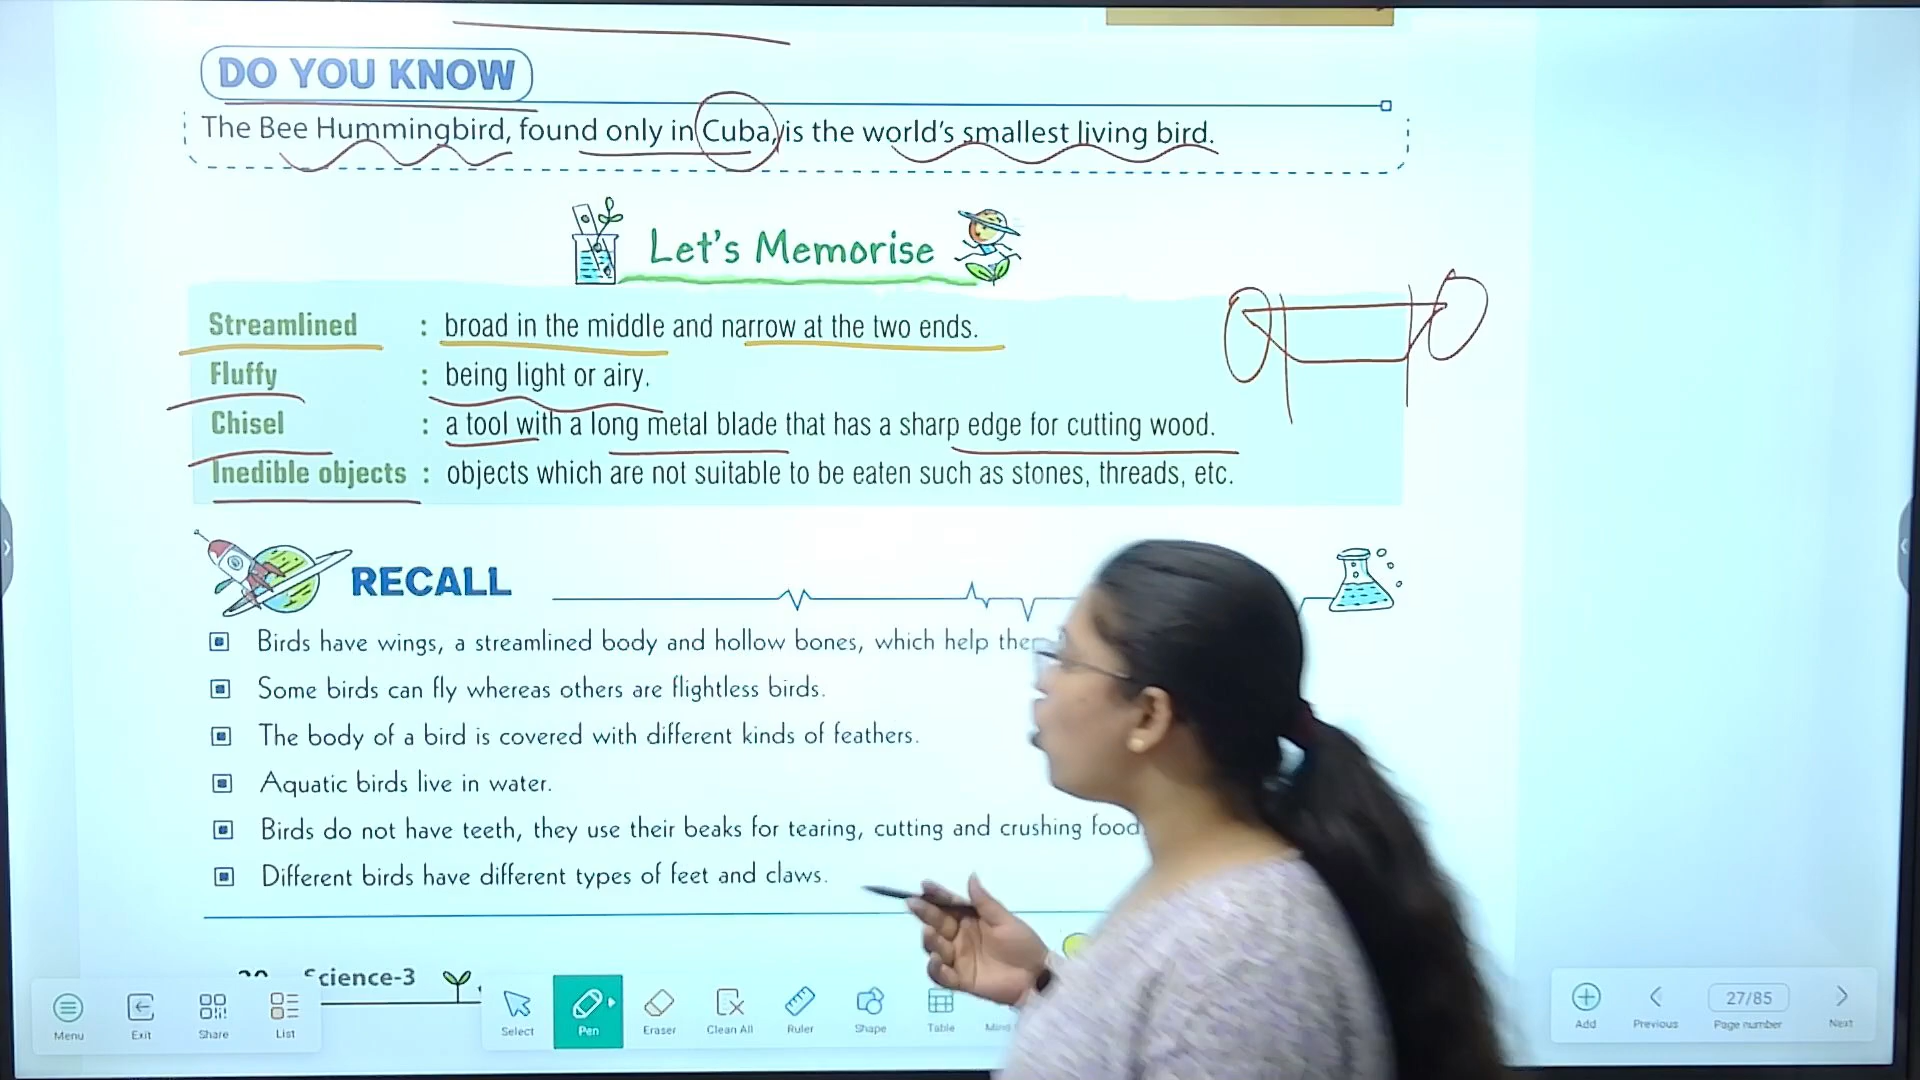 DO YOU KNOW
The Bee Hummingbird, found only in Cuba, is the world's smallest living bird.
Let's Memorise
Streamlined : broad in the middle and narrow at the two ends.
Fluffy : being light or airy.
Chisel : a tool with a long metal blade that has a sharp edge for cutting wood.
Inedible objects : objects which are not suitable to be eaten such as stones, threads, etc.
RECALL
Birds have wings, a streamlined body and hollow bones, which help
Some birds can fly whereas others are flightless birds.
The body of a bird is covered with different kinds of feathers.
Aquatic birds live in water.
Birds do not have teeth, they use their beaks for tearing, cutting and crushing food
Different birds have different types of feet and claws.
Science-3
Menu Exit Share List Select Pen Eraser Clean All Ruler Shape Table Add Previous 27/85 Page number Next